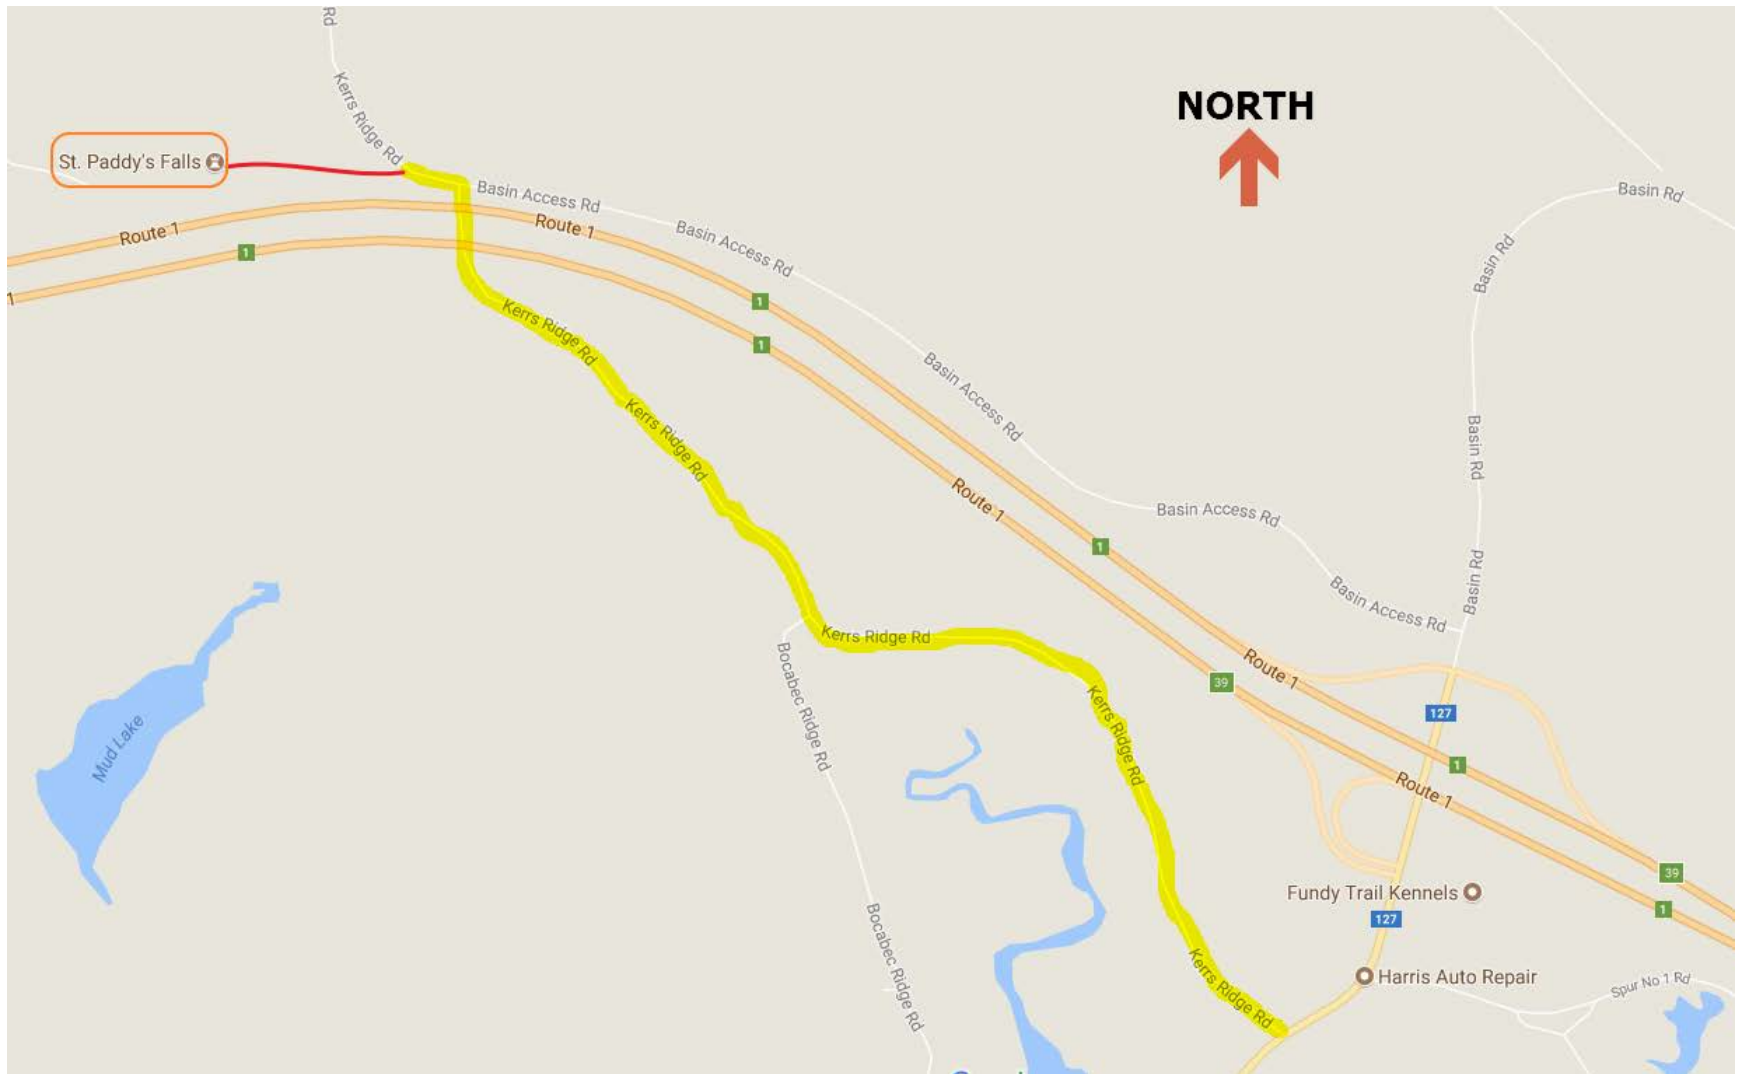 Rd
Kerrs Ridge Rd
NORTH
St. Paddy's Falls
Basin Access Rd
Basin Rd
Route 1
Route 1
Basin Access Rd
1
Basin Rd
1
1
Kerrs Ridge Rd
1
Basin Access Rd
Kerrs Ridge Rd
Basin Rd
Route 1
Basin Access Rd
1
Basin Rd
Basin Access Rd
Kerrs Ridge Rd
Bocabec Ridge Rd
Route 1
39
Kerrs Ridge Rd
127
Mud Lake
1
Route 1
39
Fundy Trail Kennels
1
127
Bocabec Ridge Rd
Kerrs Ridge Rd
Harris Auto Repair
Spur No 1 Rd